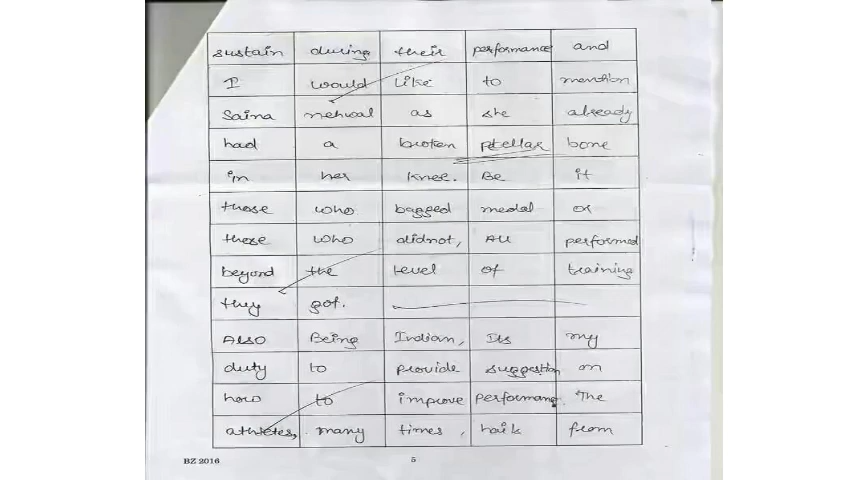 sustain during their performance and
I would like to mention
Saina nehwal as she already
had a broken ptellar bone
in her knee. Be it
those who bagged medal or
those who didnot, All performed
beyond the level of training
they got.
Also Being Indian, Its my
duty to provide suggestion on
how to improve performance. The
athletes, many times, hail from
BZ 2016 5